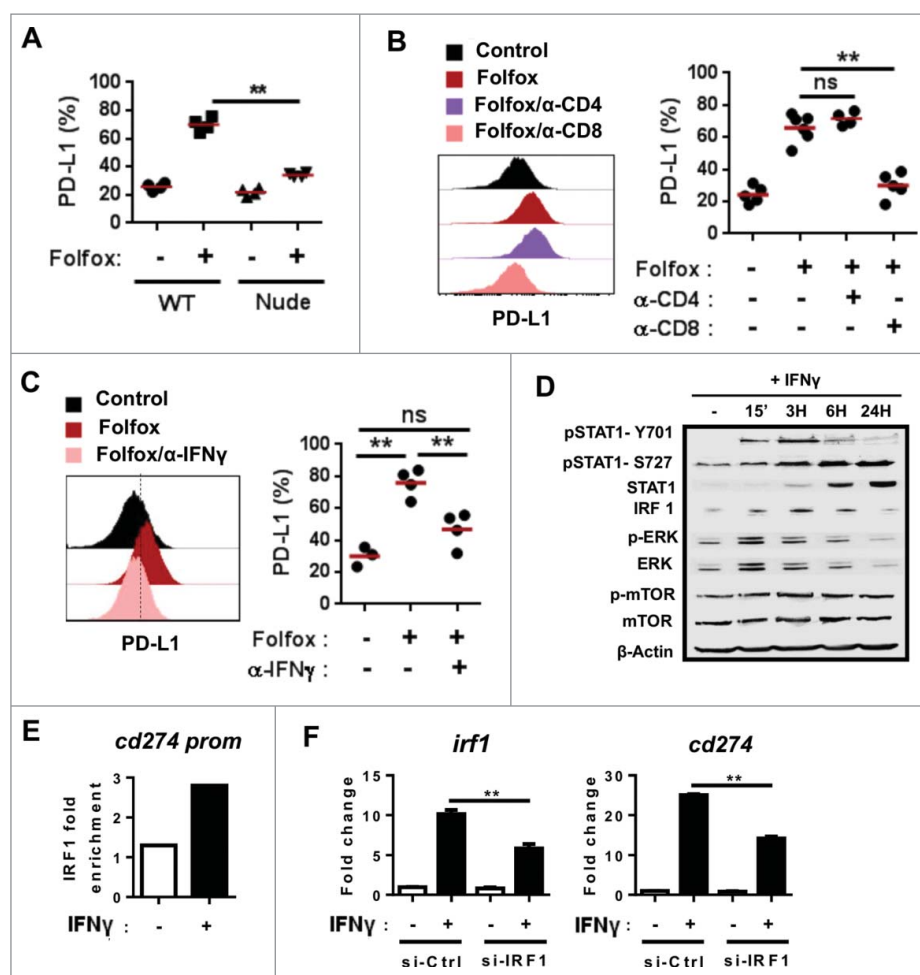 A
PD-L1 (%)
100
80
60
40
20
0
**
Folfox: - + - +
WT Nude
B
Control
Folfox
Folfox/α-CD4
Folfox/α-CD8
PD-L1
PD-L1 (%)
100
80
60
40
20
0
**
ns
Folfox : - + + +
α-CD4 : - - + -
α-CD8 : - - - +
C
Control
Folfox
Folfox/α-IFNγ
PD-L1
PD-L1 (%)
100
80
60
40
20
0
ns
** **
Folfox : - + +
α-IFNγ : - - +
D
+ IFNγ
- 15' 3H 6H 24H
pSTAT1- Y701
pSTAT1- S727
STAT1
IRF 1
p-ERK
ERK
p-mTOR
mTOR
β-Actin
E
cd274 prom
IRF1 fold
enrichment
3
2
1
0
IFNγ : - +
F
irf1
Fold change
15
10
5
0
**
IFNγ : - + - +
si-Ctrl si-IRF1
cd274
Fold change
30
20
10
0
**
- + - +
si-Ctrl si-IRF1